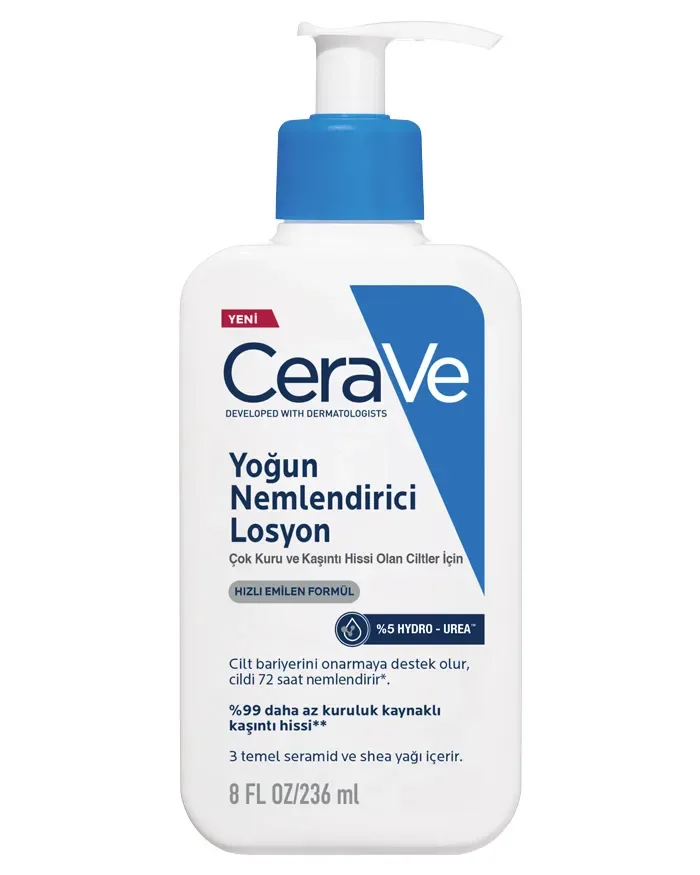 YENİ
CeraVe
DEVELOPED WITH DERMATOLOGISTS
Yoğun
Nemlendirici
Losyon
Çok Kuru ve Kaşıntı Hissi Olan Ciltler İçin
HIZLI EMİLEN FORMÜL
%5 HYDRO - UREA™
Cilt bariyerini onarmaya destek olur,
cildi 72 saat nemlendirir*.
%99 daha az kuruluk kaynaklı
kaşıntı hissi**
3 temel seramid ve shea yağı içerir.
8 FL OZ/236 ml